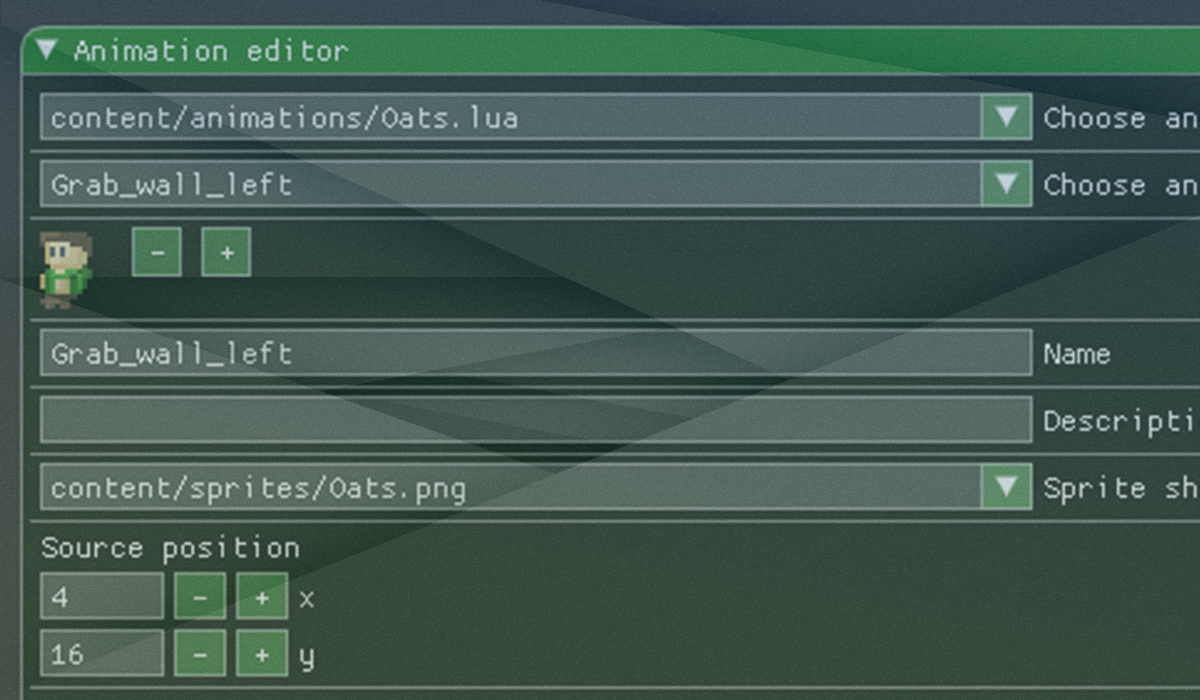 Animation editor
content/animations/Oats.lua Choose an
Grab_wall_left Choose an
- +
Grab_wall_left Name
Descripti
content/sprites/Oats.png Sprite sh
Source position
4 - + x
16 - + y